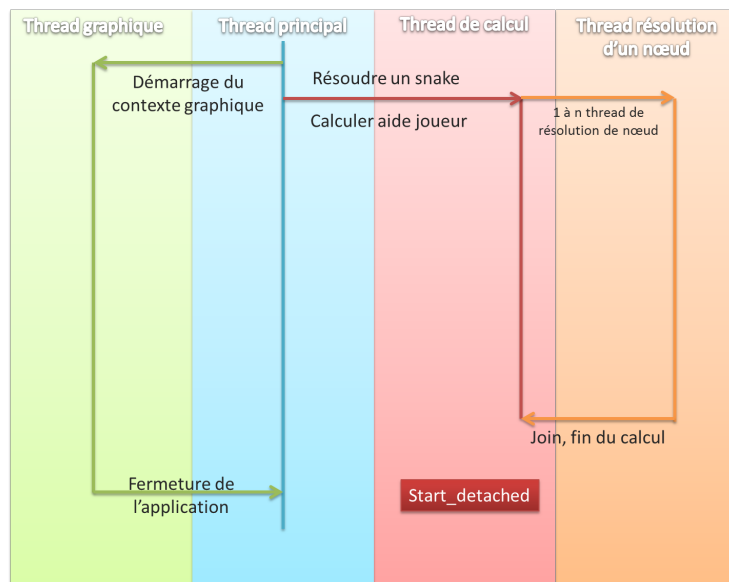 Thread graphique
Thread principal
Thread de calcul
Thread résolution
d'un nœud
Démarrage du
contexte graphique
Résoudre un snake
Calculer aide joueur
1 à n thread de
résolution de nœud
Join, fin du calcul
Fermeture de
l'application
Start_detached